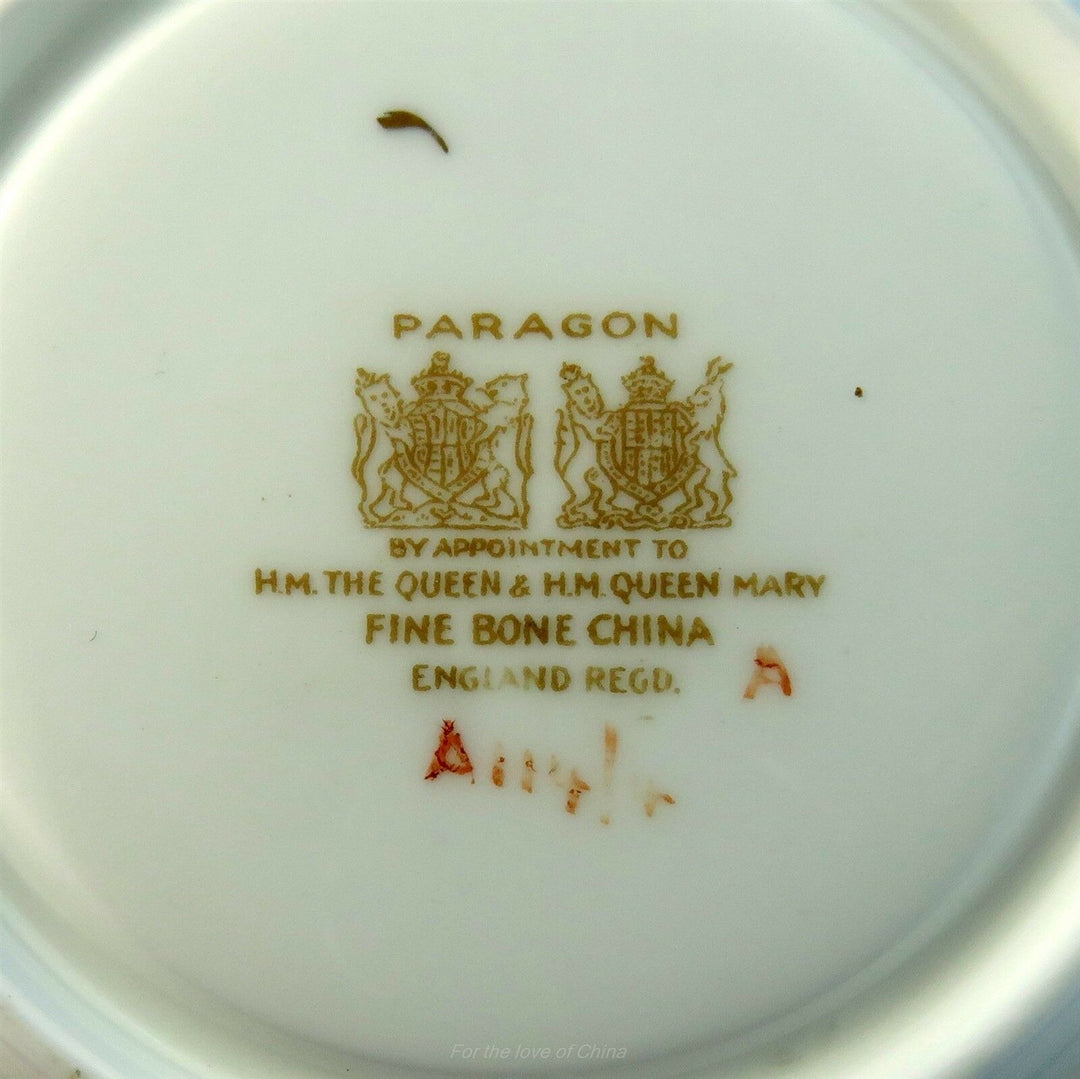 PARAGON
BY APPOINTMENT TO
H.M. THE QUEEN & H.M. QUEEN MARY
FINE BONE CHINA
ENGLAND REGD.
A
For the love of China